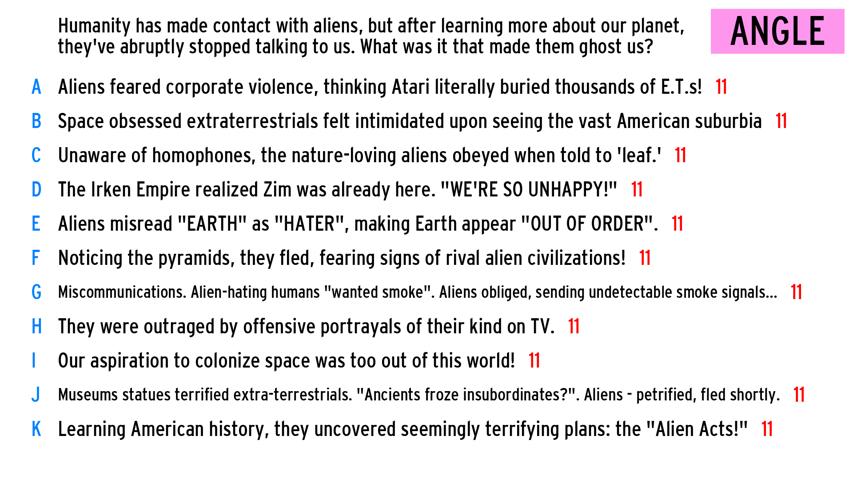 Humanity has made contact with aliens, but after learning more about our planet,
they've abruptly stopped talking to us. What was it that made them ghost us?
ANGLE
A Aliens feared corporate violence, thinking Atari literally buried thousands of E.T.s! 11
B Space obsessed extraterrestrials felt intimidated upon seeing the vast American suburbia 11
C Unaware of homophones, the nature-loving aliens obeyed when told to 'leaf.' 11
D The Irken Empire realized Zim was already here. "WE'RE SO UNHAPPY!" 11
E Aliens misread "EARTH" as "HATER", making Earth appear "OUT OF ORDER". 11
F Noticing the pyramids, they fled, fearing signs of rival alien civilizations! 11
G Miscommunications. Alien-hating humans "wanted smoke". Aliens obliged, sending undetectable smoke signals... 11
H They were outraged by offensive portrayals of their kind on TV. 11
I Our aspiration to colonize space was too out of this world! 11
J Museums statues terrified extra-terrestrials. "Ancients froze insubordinates?". Aliens - petrified, fled shortly. 11
K Learning American history, they uncovered seemingly terrifying plans: the "Alien Acts!" 11